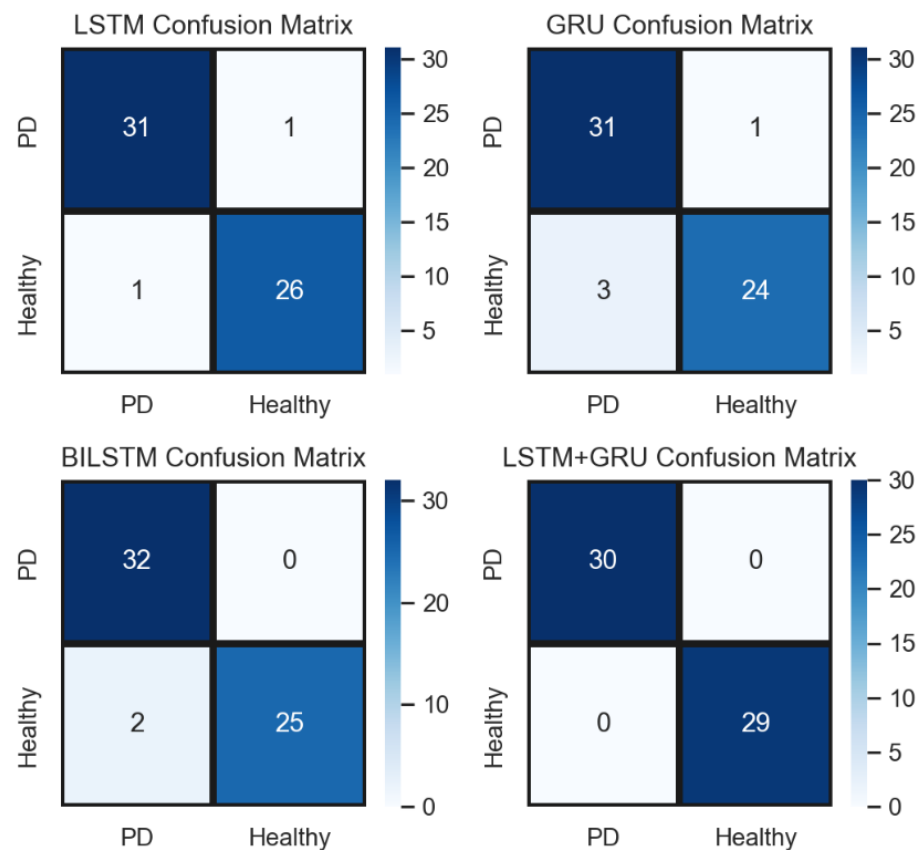 LSTM Confusion Matrix
PD
31
1
Healthy
1
26
PD Healthy
30
25
20
15
10
5
GRU Confusion Matrix
PD
31
1
Healthy
3
24
PD Healthy
30
25
20
15
10
5
BILSTM Confusion Matrix
PD
32
0
Healthy
2
25
PD Healthy
30
20
10
0
LSTM+GRU Confusion Matrix
PD
30
0
Healthy
0
29
PD Healthy
30
25
20
15
10
5
0